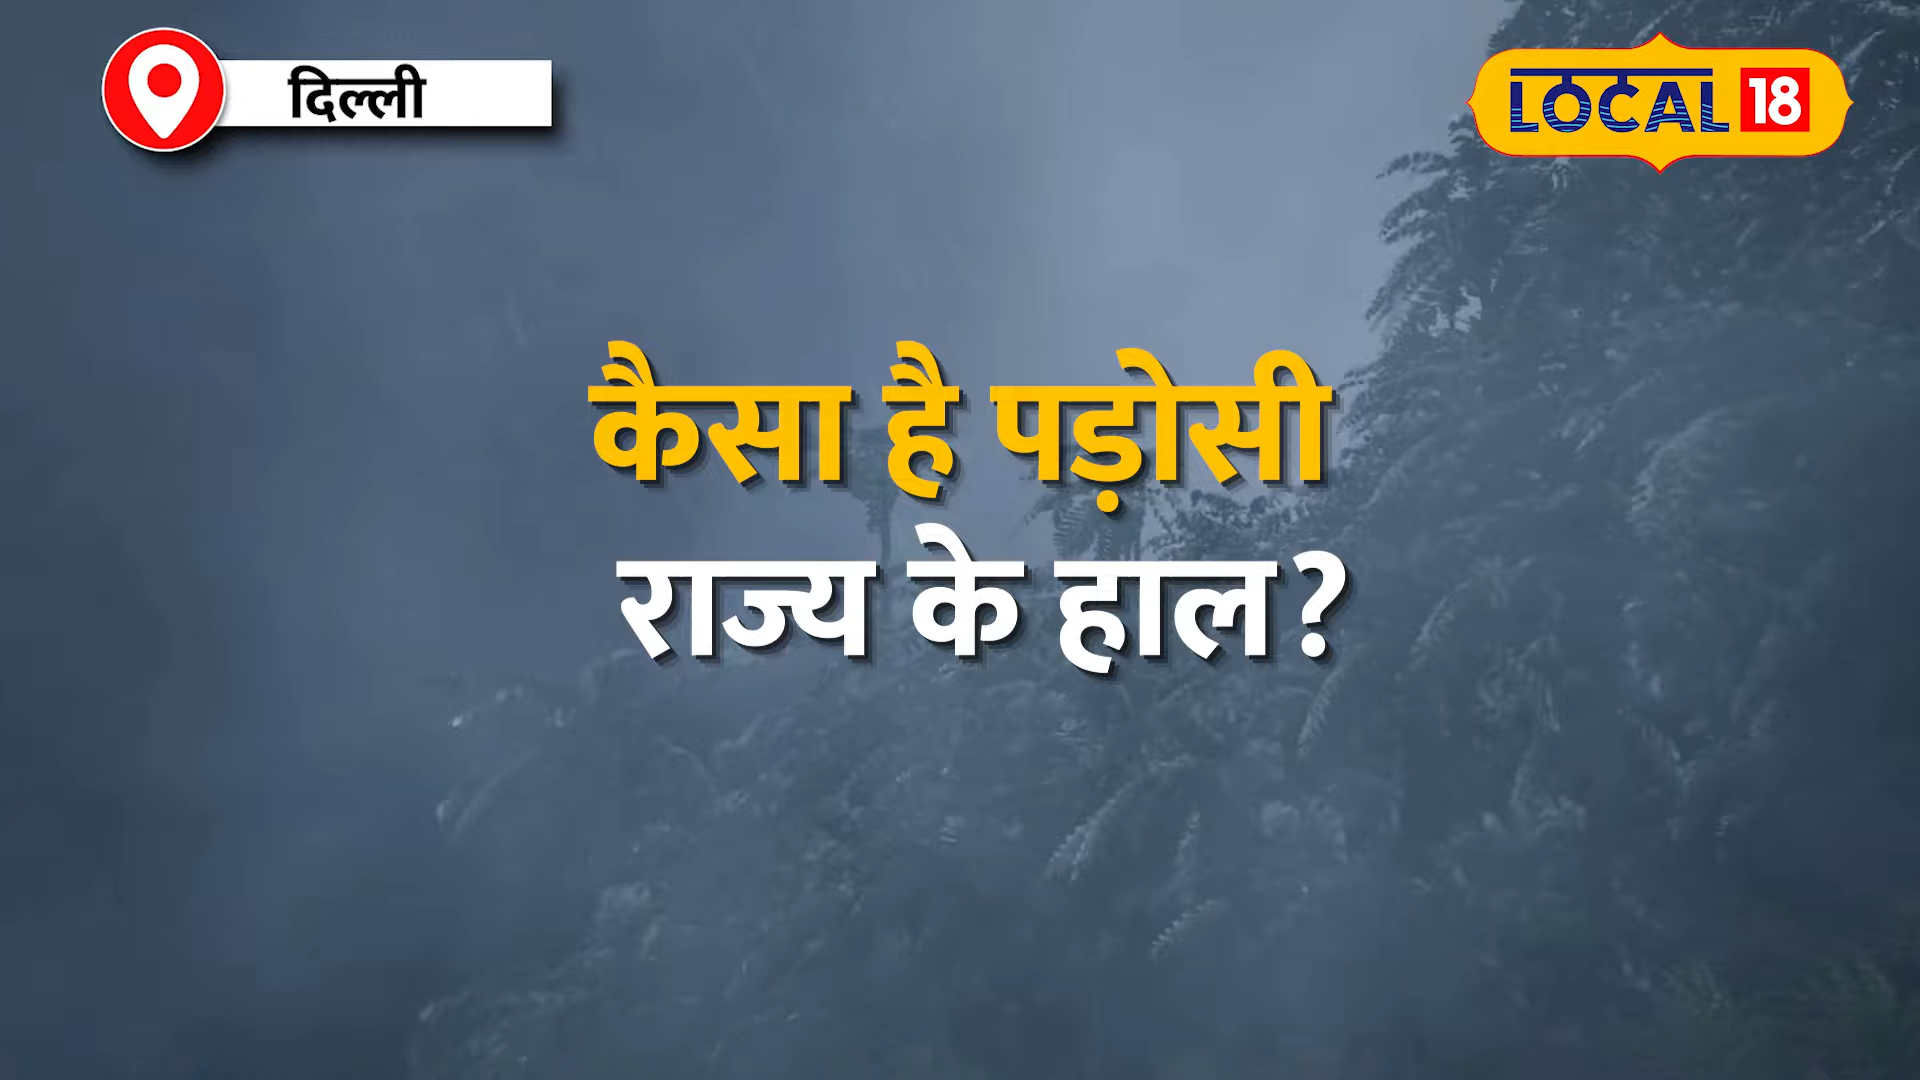 दिल्ली
LOCAL 18
कैसा है पड़ोसी
राज्य के हाल?